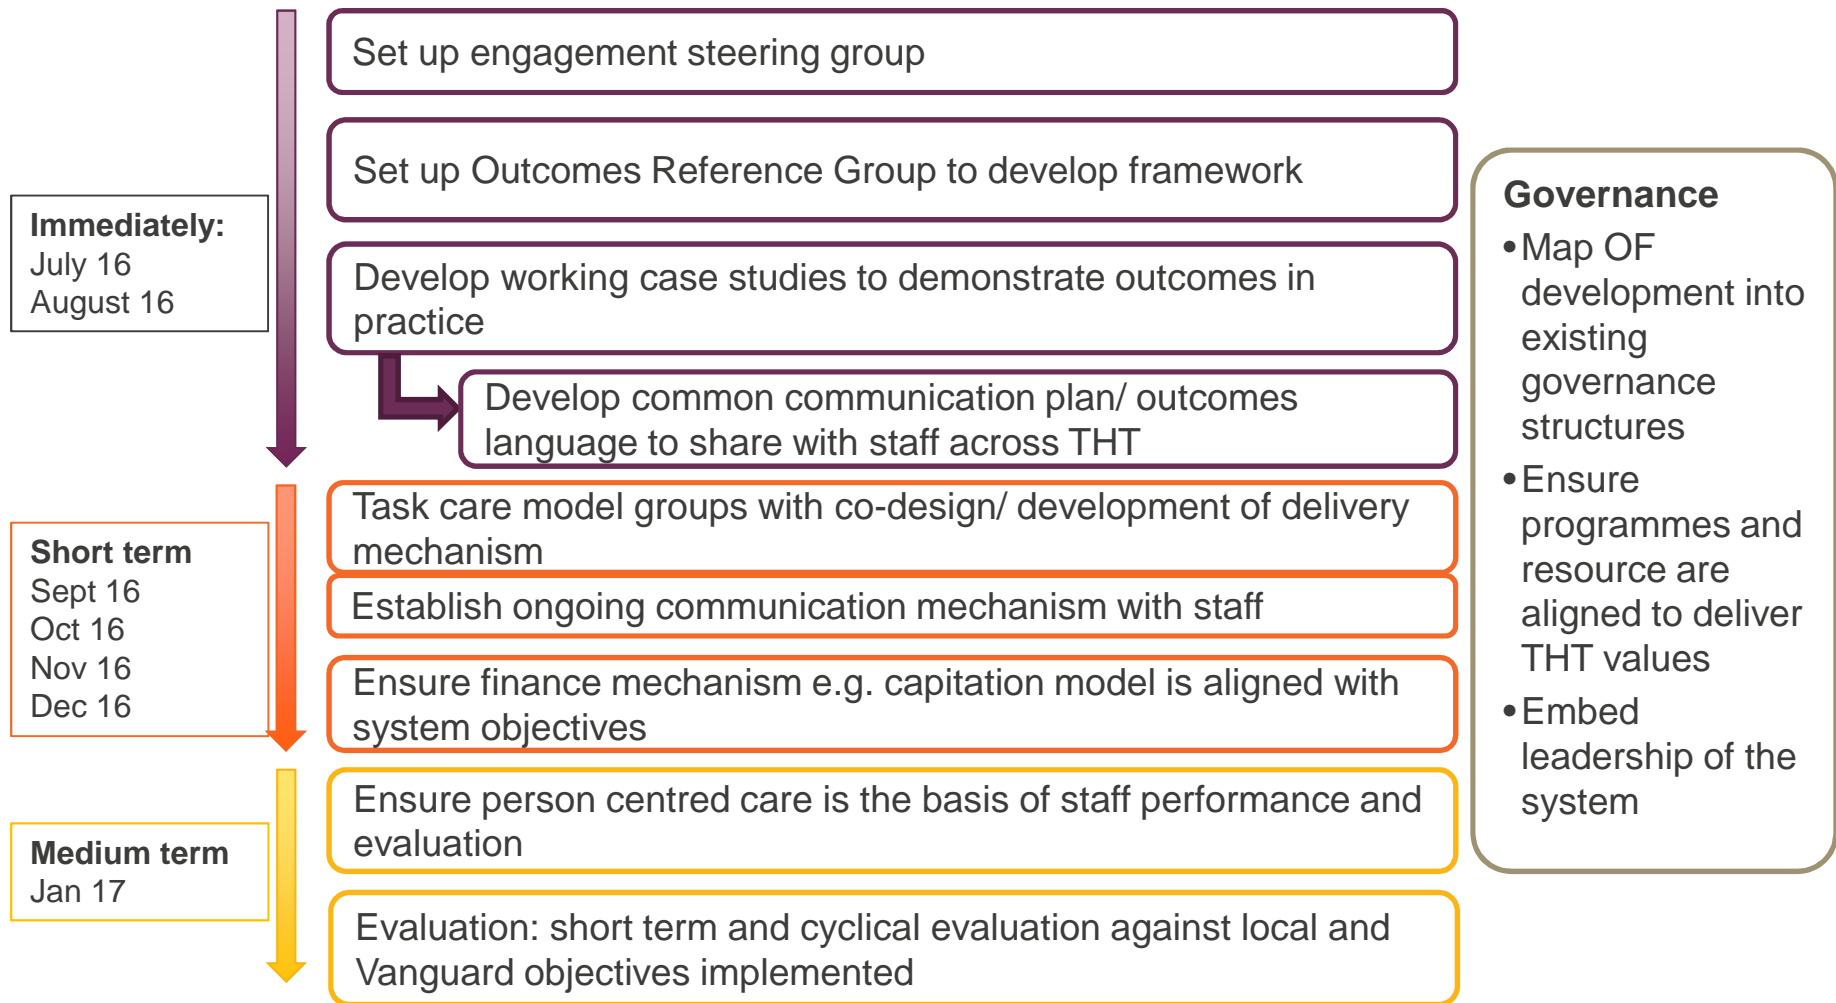 Set up engagement steering group
Set up Outcomes Reference Group to develop framework
Immediately:
July 16
August 16
Develop working case studies to demonstrate outcomes in
practice
Develop common communication plan/ outcomes
language to share with staff across THT
Short term
Sept 16
Oct 16
Nov 16
Dec 16
Task care model groups with co-design/ development of delivery
mechanism
Establish ongoing communication mechanism with staff
Ensure finance mechanism e.g. capitation model is aligned with
system objectives
Medium term
Jan 17
Ensure person centred care is the basis of staff performance and
evaluation
Evaluation: short term and cyclical evaluation against local and
Vanguard objectives implemented
Governance
•Map OF
development into
existing
governance
structures
•Ensure
programmes and
resource are
aligned to deliver
THT values
•Embed
leadership of the
system